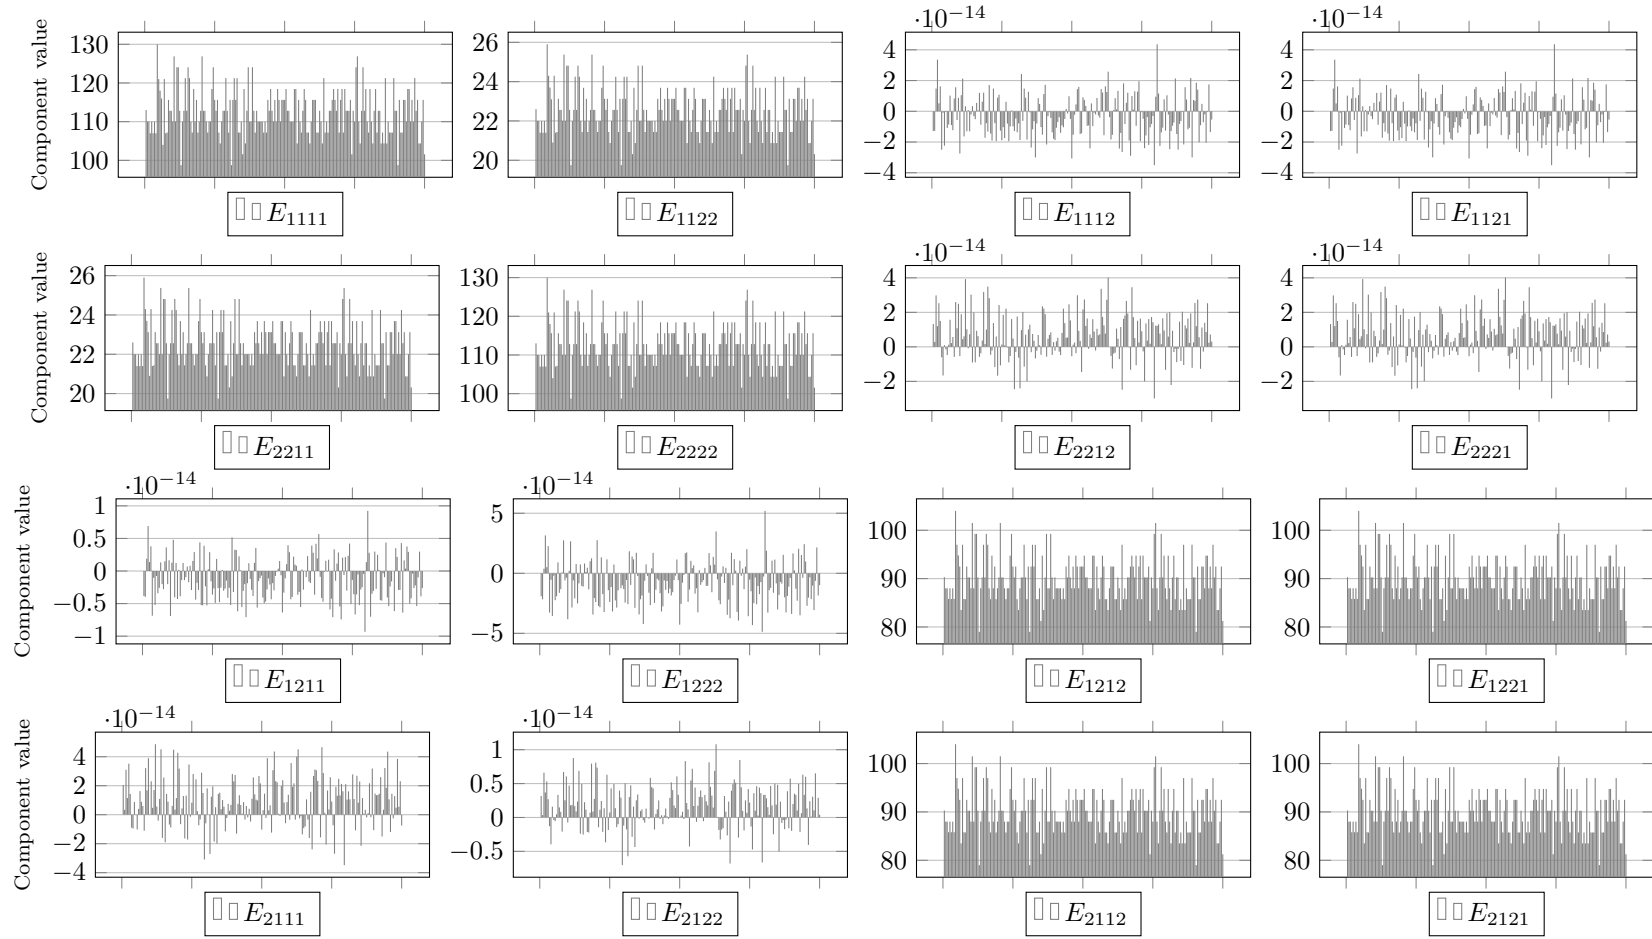 ·10⁻¹⁴ ·10⁻¹⁴
Component value 130 120 110 100 26 24 22 20 4 2 0 −2 −4 4 2 0 −2 −4
E₁₁₁₁ E₁₁₂₂ E₁₁₁₂ E₁₁₂₁
·10⁻¹⁴ ·10⁻¹⁴
Component value 26 24 22 20 130 120 110 100 4 2 0 −2 4 2 0 −2
E₂₂₁₁ E₂₂₂₂ E₂₂₁₂ E₂₂₂₁
·10⁻¹⁴ ·10⁻¹⁴
Component value 1 0.5 0 −0.5 −1 5 0 −5 100 90 80 100 90 80
E₁₂₁₁ E₁₂₂₂ E₁₂₁₂ E₁₂₂₁
·10⁻¹⁴ ·10⁻¹⁴
Component value 4 2 0 −2 −4 1 0.5 0 −0.5 100 90 80 100 90 80
E₂₁₁₁ E₂₁₂₂ E₂₁₁₂ E₂₁₂₁